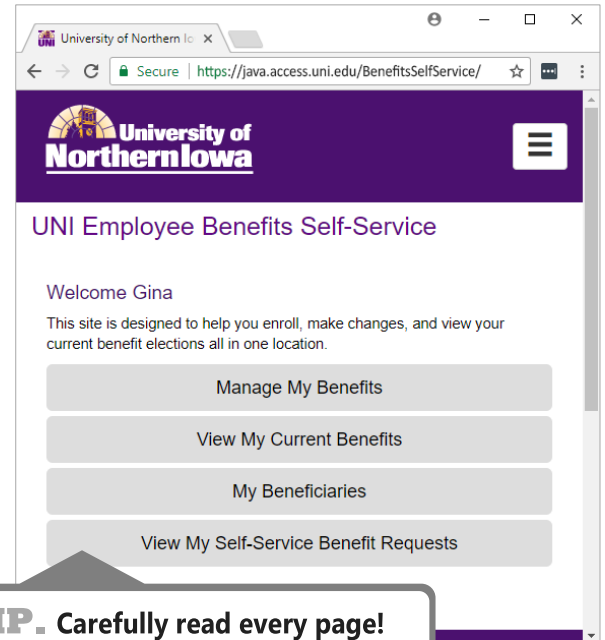 University of Northern Io
Secure | https://java.access.uni.edu/BenefitsSelfService/
UNI
University of
Northern Iowa
UNI Employee Benefits Self-Service
Welcome Gina
This site is designed to help you enroll, make changes, and view your
current benefit elections all in one location.
Manage My Benefits
View My Current Benefits
My Beneficiaries
View My Self-Service Benefit Requests
IP. Carefully read every page!